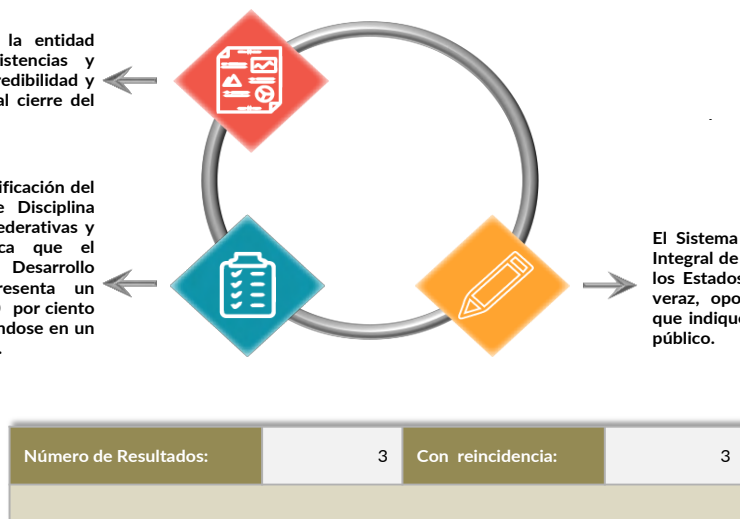 la entidad
istencias y
redibilidad y
al cierre del
ificación del
e Disciplina
ederativas y
ca que el
Desarrollo
resenta un
por ciento
ndose en un
El Sistema
Integral de
los Estados
veraz, opo
que indique
público.
Número de Resultados: 3 Con reincidencia: 3